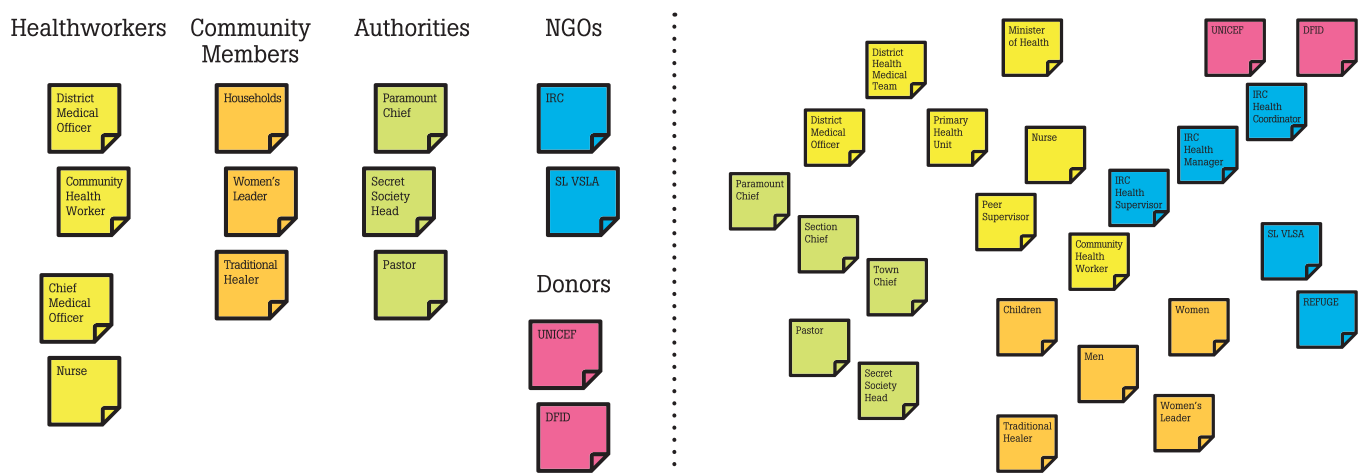 Healthworkers
Community
Members
Authorities
NGOs
District
Medical
Officer
Community
Health
Worker
Chief
Medical
Officer
Nurse
Households
Women's
Leader
Traditional
Healer
Paramount
Chief
Secret
Society
Head
Pastor
IRC
SL VSLA
Donors
UNICEF
DFID
Minister
of Health
UNICEF
DFID
District
Health
Medical
Team
IRC
Health
Coordinator
District
Medical
Officer
Primary
Health
Unit
Nurse
IRC
Health
Manager
Paramount
Chief
IRC
Health
Supervisor
Peer
Supervisor
Section
Chief
SL VLSA
Community
Health
Worker
Town
Chief
REFUGE
Children
Women
Pastor
Men
Secret
Society
Head
Women's
Leader
Traditional
Healer